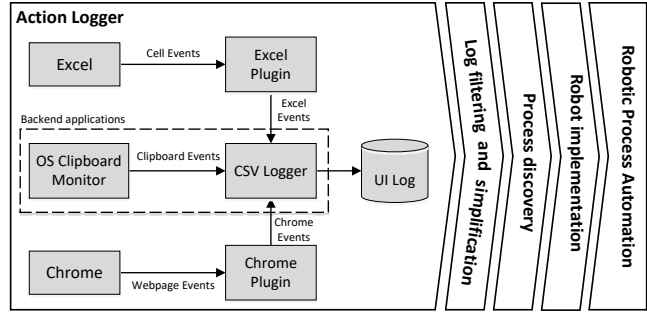 Action Logger
Excel
Cell Events
Excel
Plugin
Excel
Events
Backend applications
OS Clipboard
Monitor
Clipboard Events
CSV Logger
UI Log
Chrome
Events
Chrome
Webpage Events
Chrome
Plugin
Log filtering and simplification
Process discovery
Robot implementation
Robotic Process Automation